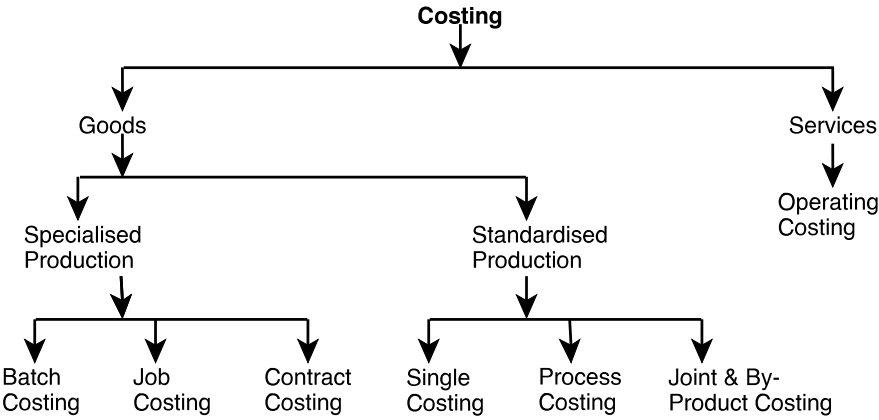 Costing
Goods
Services
Operating
Costing
Specialised
Production
Standardised
Production
Batch
Costing
Job
Costing
Contract
Costing
Single
Costing
Process
Costing
Joint & By-
Product Costing